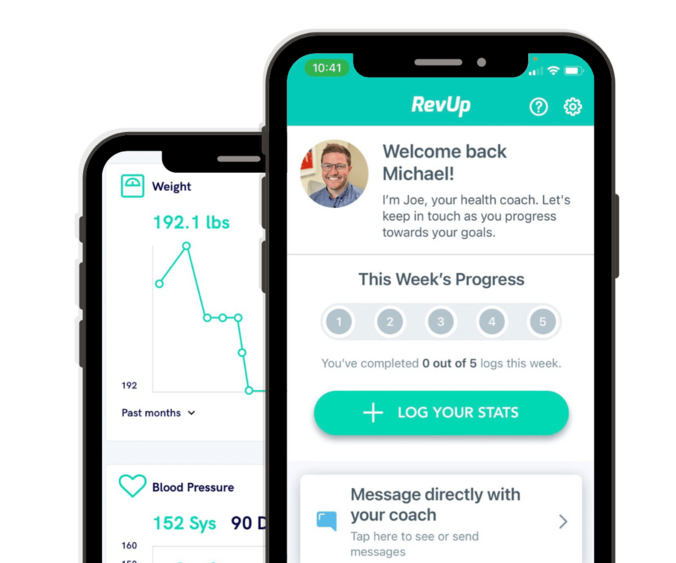 Weight
192.1 lbs
192
Past months
Blood Pressure
152 Sys 90
160
10:41
RevUp
?
Welcome back
Michael!
I'm Joe, your health coach. Let's
keep in touch as you progress
towards your goals.
This Week's Progress
1 2 3 4 5
You've completed 0 out of 5 logs this week.
+ LOG YOUR STATS
Message directly with
your coach
Tap here to see or send
messages